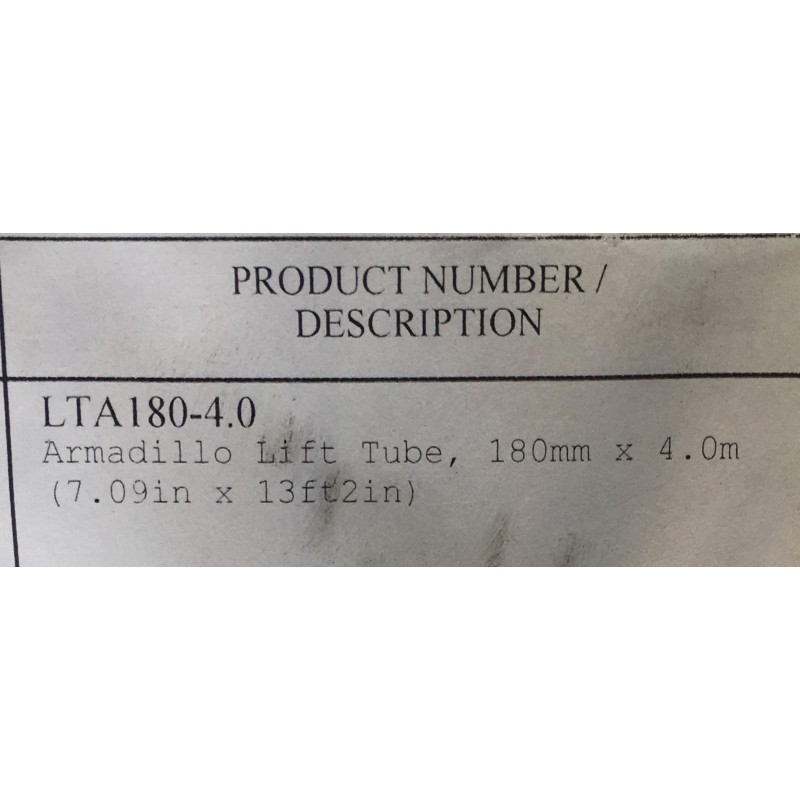 PRODUCT NUMBER /
DESCRIPTION
LTA180-4.0
Armadillo Lift Tube, 180mm x 4.0m
(7.09in x 13ft2in)